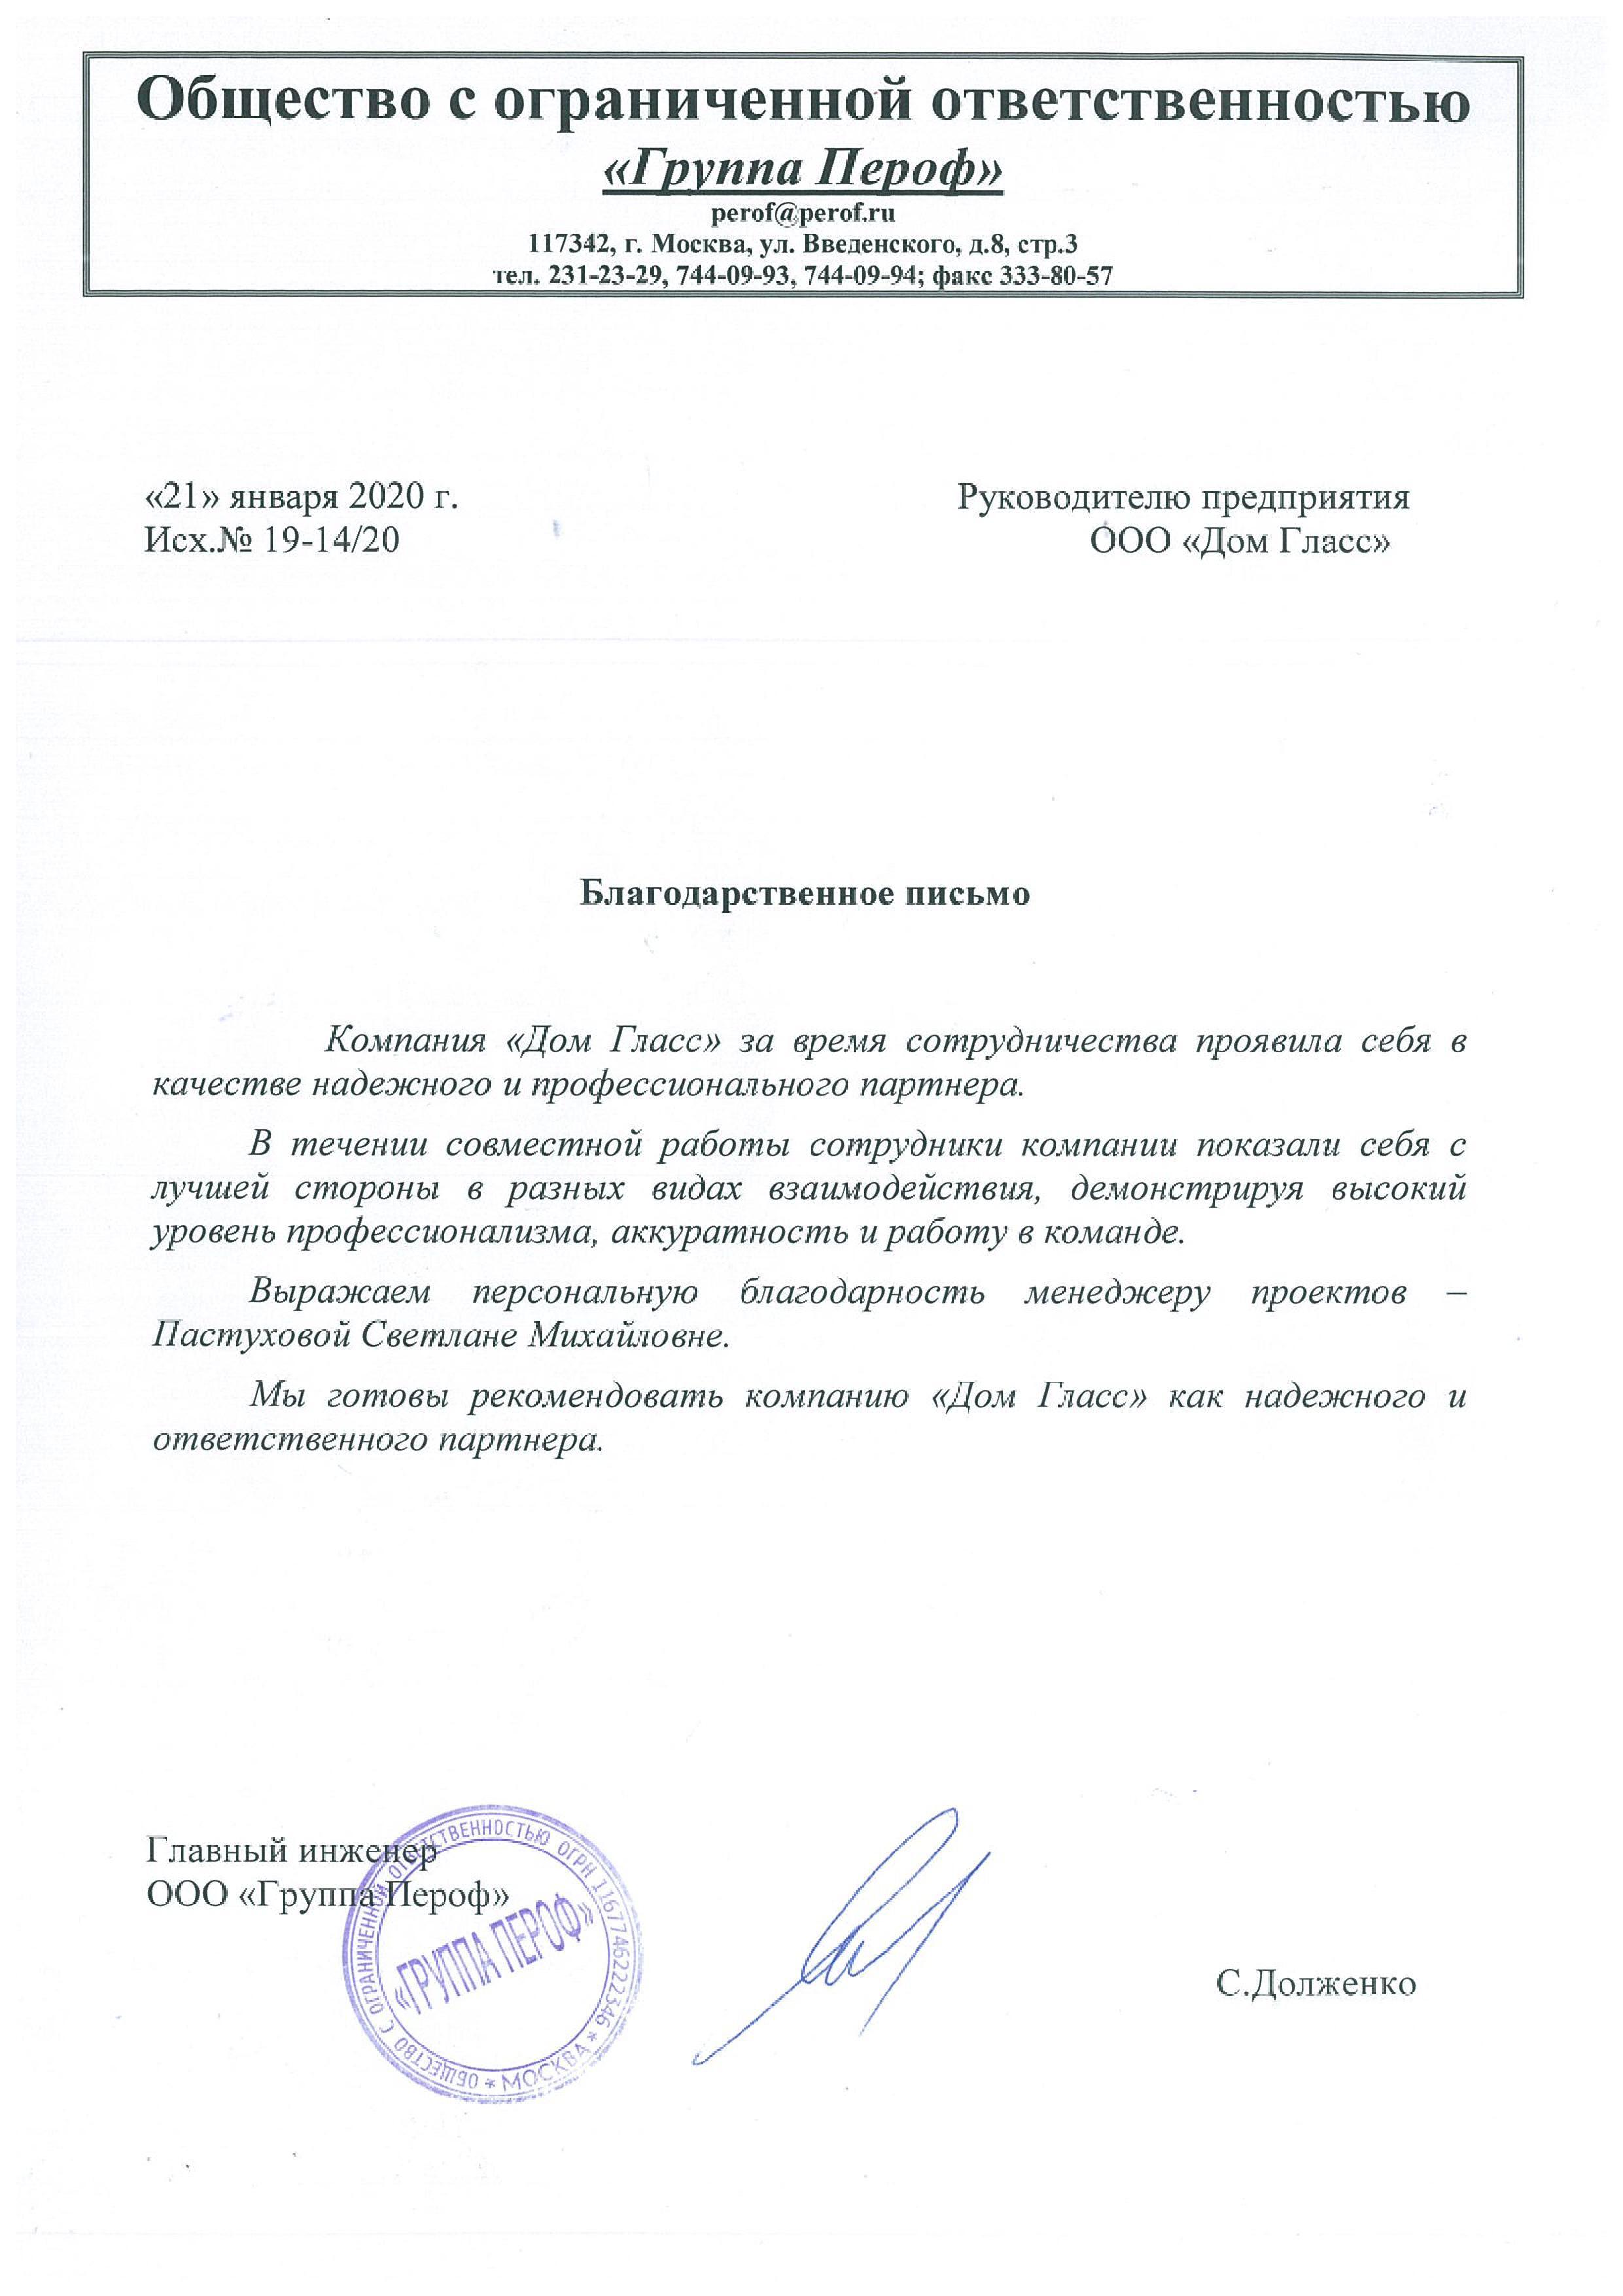 Общество с ограниченной ответственностью
«Группа Пероф»
perof@perof.ru
117342, г. Москва, ул. Введенского, д.8, стр.3
тел. 231-23-29, 744-09-93, 744-09-94; факс 333-80-57
«21» января 2020 г.
Руководителю предприятия
Исх.№ 19-14/20
ООО «Дом Гласс»
Благодарственное письмо
Компания «Дом Гласс» за время сотрудничества проявила себя в
качестве надежного и профессионального партнера.
В течении совместной работы сотрудники компании показали себя с
лучшей стороны в разных видах взаимодействия, демонстрируя высокий
уровень профессионализма, аккуратность и работу в команде.
Выражаем персональную благодарность менеджеру проектов –
Пастуховой Светлане Михайловне.
Мы готовы рекомендовать компанию «Дом Гласс» как надежного и
ответственного партнера.
Главный инженер
ООО «Группа Пероф»
ОБЩЕСТВО С ОГРАНИЧЕННОЙ ОТВЕТСТВЕННОСТЬЮ ОГРН 1167746222346
* МОСКВА *
«ГРУППА ПЕРОФ»
С.Долженко